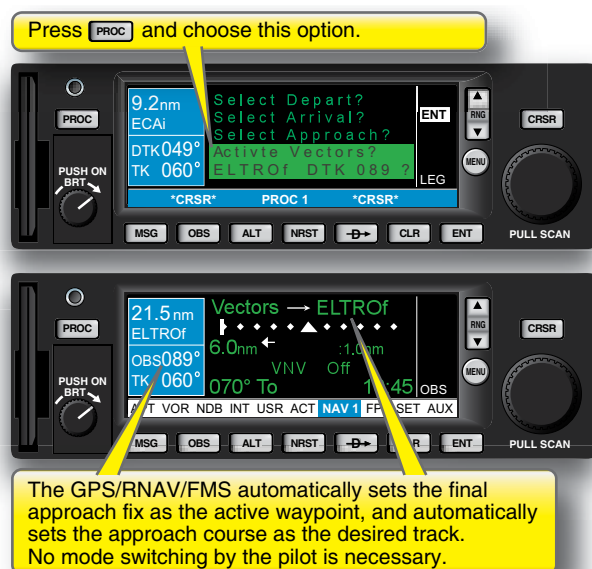 Press PROC and choose this option.
PROC
PUSH ON
BRT
9.2nm
ECAi
DTK049°
TK 060°
Select Depart?
Select Arrival?
Select Approach?
Activte Vectors?
ELTROf DTK 089 ?
ENT
LEG
*CRSR* PROC 1 *CRSR*
MSG OBS ALT NRST D CLR ENT
RNG
MENU
CRSR
PULL SCAN
PROC
PUSH ON
BRT
21.5nm
ELTROf
OBS089°
TK 060°
Vectors → ELTROf
6.0nm :1.0nm
VNV Off
070° To :45
OBS
VOR NDB INT USR ACT NAV 1 SET AUX
MSG OBS ALT NRST D ENT
RNG
MENU
CRSR
PULL SCAN
The GPS/RNAV/FMS automatically sets the final
approach fix as the active waypoint, and automatically
sets the approach course as the desired track.
No mode switching by the pilot is necessary.